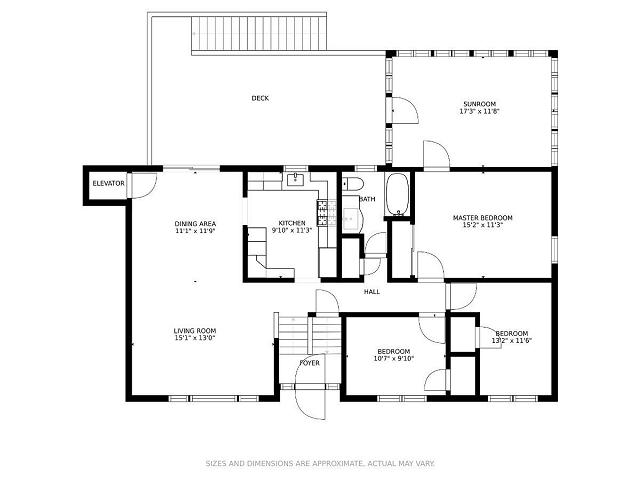 DECK
SUNROOM
17'3" x 11'8"
ELEVATOR
DINING AREA
11'1" x 11'9"
KITCHEN
9'10" x 11'3"
BATH
MASTER BEDROOM
15'2" x 11'3"
HALL
LIVING ROOM
15'1" x 13'0"
FOYER
BEDROOM
10'7" x 9'10"
BEDROOM
13'2" x 11'6"
SIZES AND DIMENSIONS ARE APPROXIMATE, ACTUAL MAY VARY.